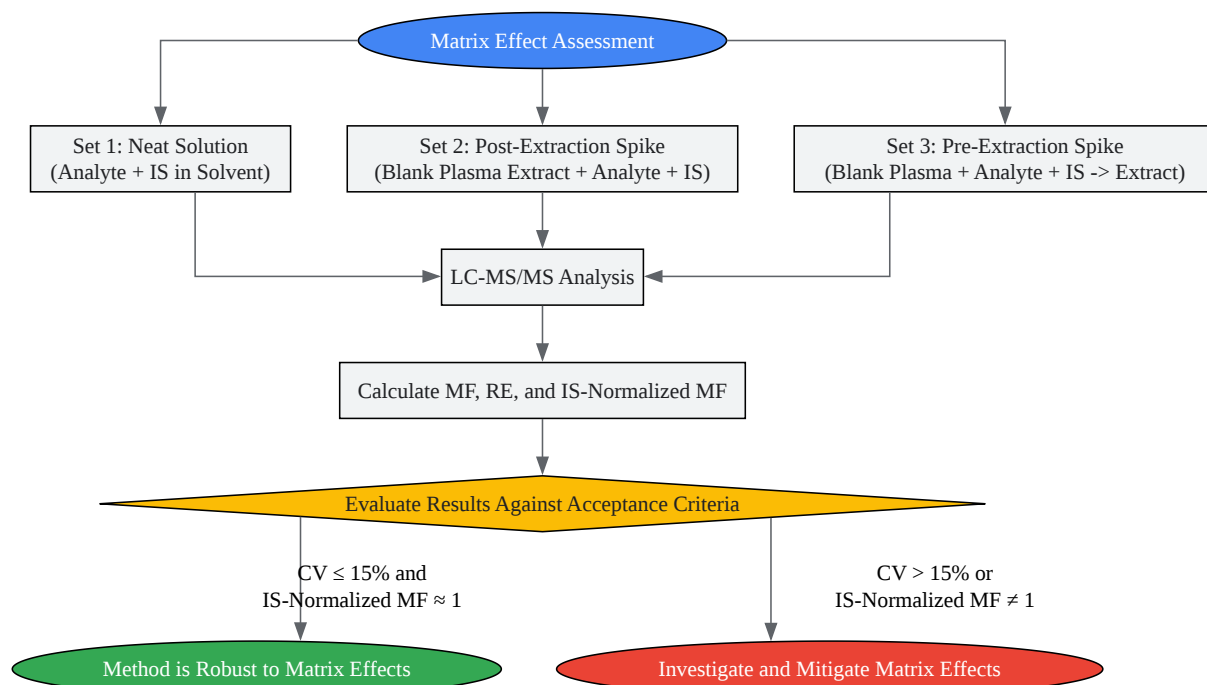 Matrix Effect Assessment
Set 1: Neat Solution
(Analyte + IS in Solvent)
Set 2: Post-Extraction Spike
(Blank Plasma Extract + Analyte + IS)
Set 3: Pre-Extraction Spike
(Blank Plasma + Analyte + IS -> Extract)
LC-MS/MS Analysis
Calculate MF, RE, and IS-Normalized MF
Evaluate Results Against Acceptance Criteria
CV ≤ 15% and
IS-Normalized MF ≈ 1
CV > 15% or
IS-Normalized MF ≠ 1
Method is Robust to Matrix Effects
Investigate and Mitigate Matrix Effects